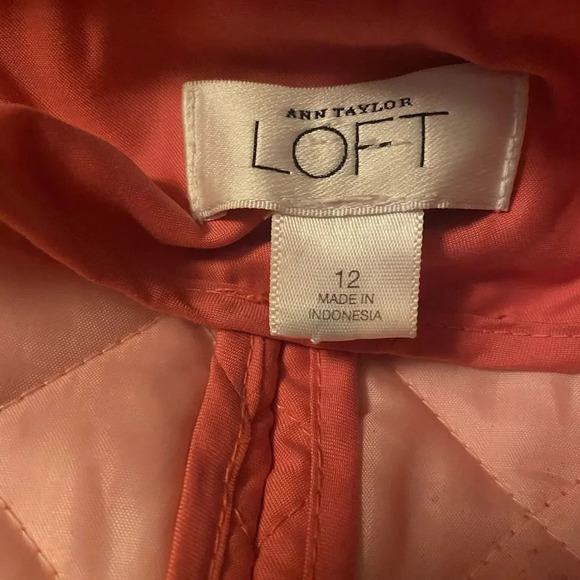 ANN TAYLOR
LOFT
12
MADE IN
INDONESIA